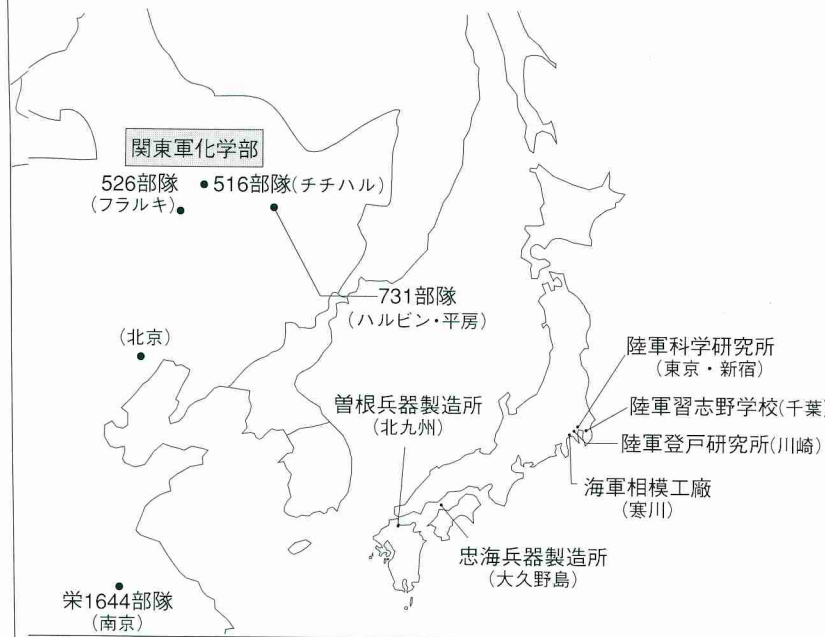 関東軍化学部
526部隊
(フラルキ)
516部隊(チチハル)
731部隊
(ハルビン・平房)
(北京)
陸軍科学研究所
(東京・新宿)
曽根兵器製造所
(北九州)
陸軍習志野学校(千葉)
陸軍登戸研究所(川崎)
海軍相模工廠
(寒川)
忠海兵器製造所
(大久野島)
栄1644部隊
(南京)